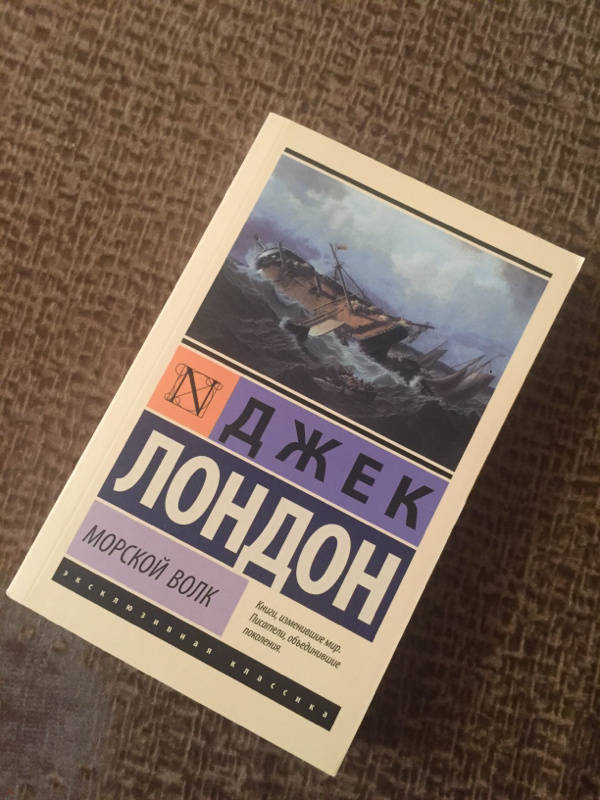 N
ДЖЕК
ЛОНДОН
МОРСКОЙ ВОЛК
Книги, изменившие мир.
Писатели, объединившие
поколения.
эксклюзивная классика